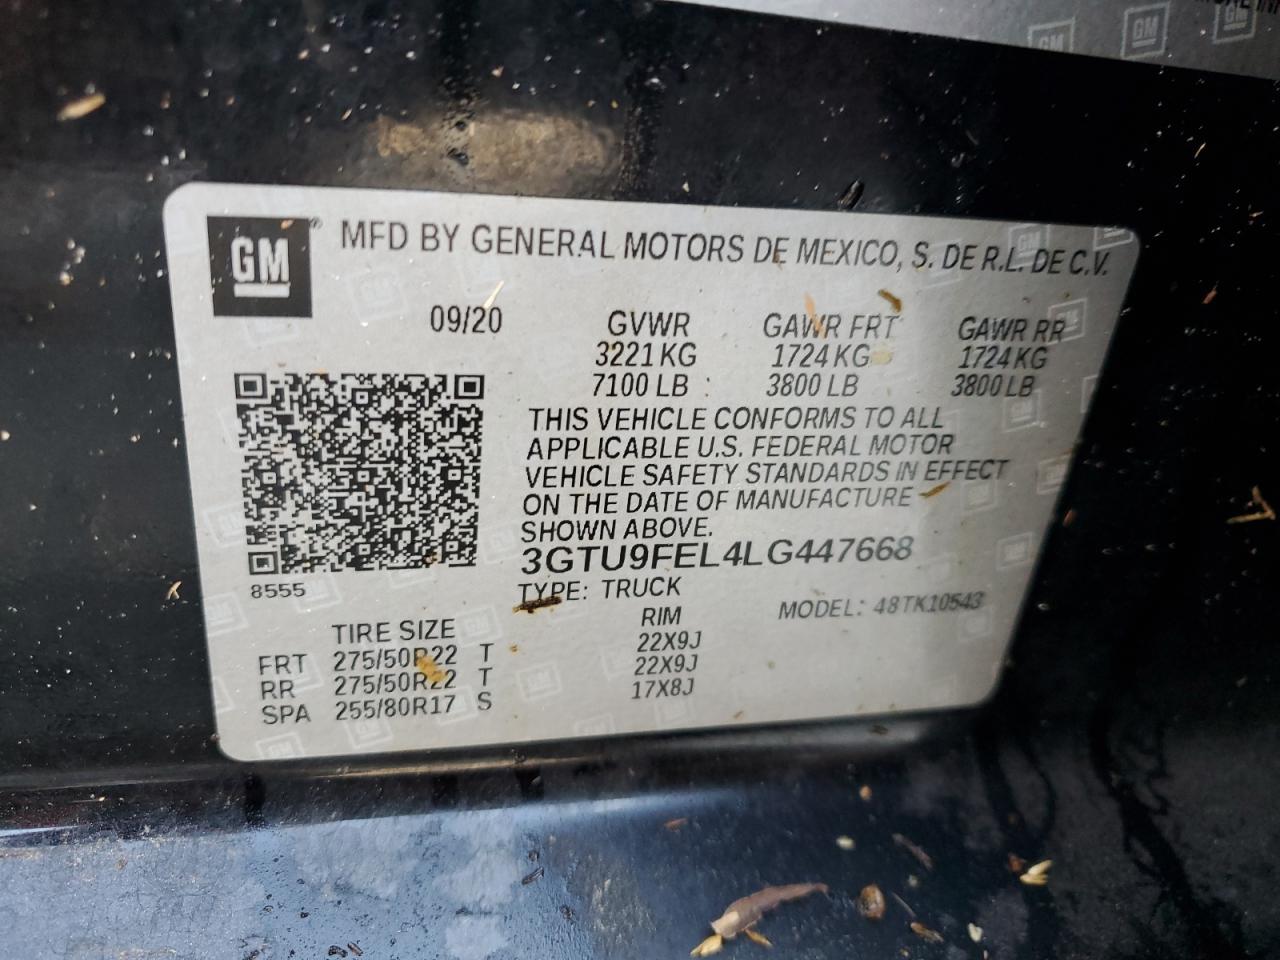 GM ® MFD BY GENERAL MOTORS DE MEXICO, S. DE R.L. DE C.V.
09/20 GVWR GAWR FRT GAWR RR
3221 KG 1724 KG 1724 KG
7100 LB 3800 LB 3800 LB
THIS VEHICLE CONFORMS TO ALL
APPLICABLE U.S. FEDERAL MOTOR
VEHICLE SAFETY STANDARDS IN EFFECT
ON THE DATE OF MANUFACTURE
SHOWN ABOVE.
3GTU9FEL4LG447668
8555
TYPE: TRUCK MODEL: 48TK10543
TIRE SIZE RIM
FRT 275/50R22 T 22X9J
RR 275/50R22 T 22X9J
SPA 255/80R17 S 17X8J